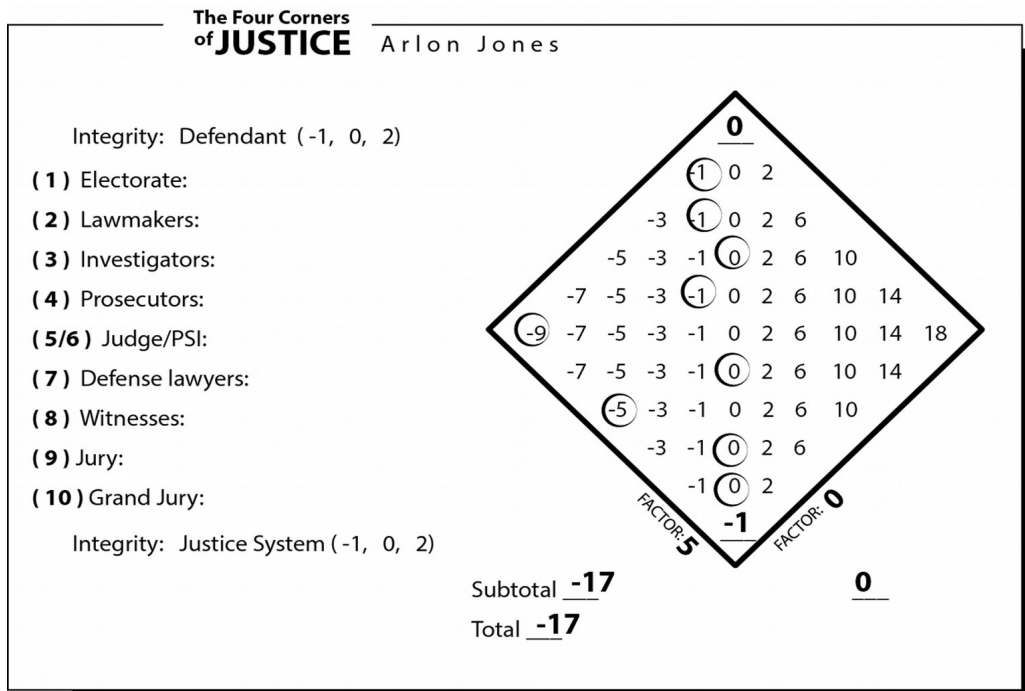 The Four Corners
of JUSTICE Arlon Jones
Integrity: Defendant (-1, 0, 2)
0
(1) Electorate:
-1 0 2
(2) Lawmakers:
-3 -1 0 2 6
(3) Investigators:
-5 -3 -1 0 2 6 10
(4) Prosecutors:
-7 -5 -3 -1 0 2 6 10 14
(5/6) Judge/PSI:
-9 -7 -5 -3 -1 0 2 6 10 14 18
(7) Defense lawyers:
-7 -5 -3 -1 0 2 6 10 14
(8) Witnesses:
-5 -3 -1 0 2 6 10
(9) Jury:
-3 -1 0 2 6
(10) Grand Jury:
-1 0 2
Integrity: Justice System (-1, 0, 2)
-1
FACTOR: 5
FACTOR: 0
Subtotal -17
0
Total -17